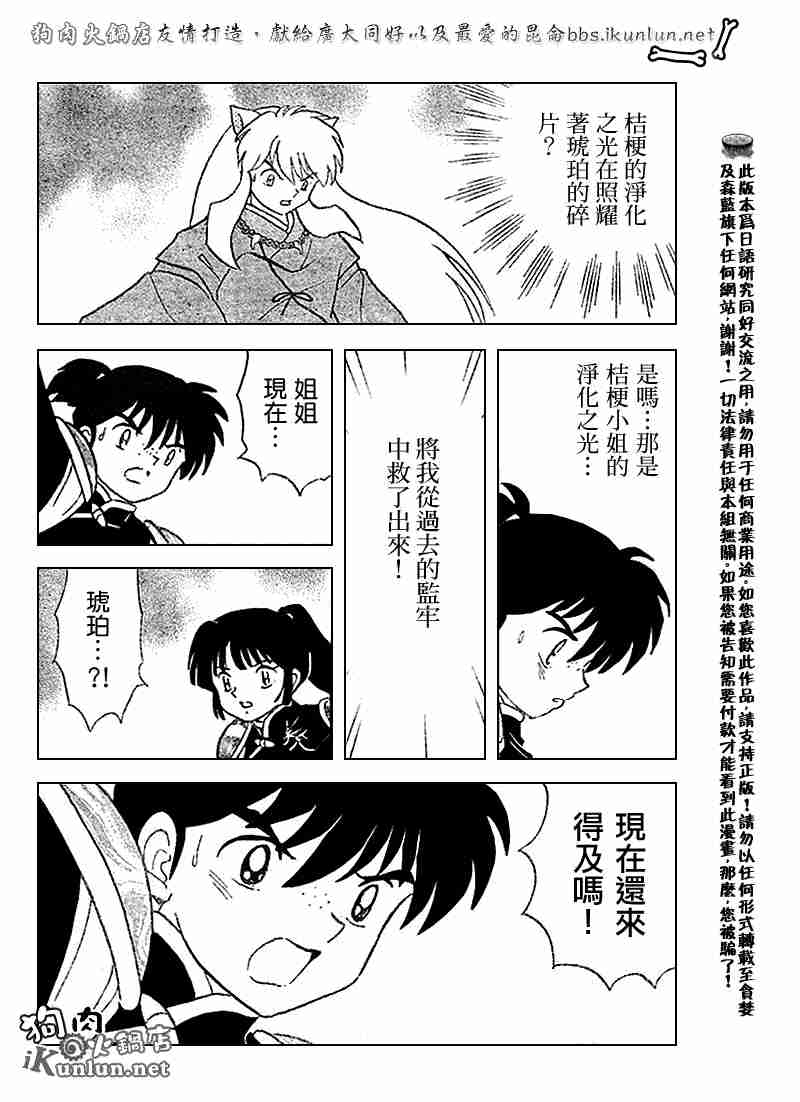 狗肉火鍋店友情打造，獻給廣大同好以及最愛的昆侖bbs.ikunlun.net
桔梗的淨化
之光在照耀
著琥珀的碎
片？
是嗎…那是
桔梗小姐的
淨化之光…
將我從過去的監牢
中救了出來！
姐姐
現在…
琥珀…？！
現在還來
得及嗎！
此版本爲日語研究同好交流之用，請勿用于任何商業用途。如您喜歡此作品，請支持正版！請勿以任何形式轉載至貪婪
及森藍旗下任何網站，謝謝！一切法律責任與本組無關。如果您被告知需要付款才能看到此漫畫，那麽，您被騙了！
狗肉
火鍋店
iKunlun.net